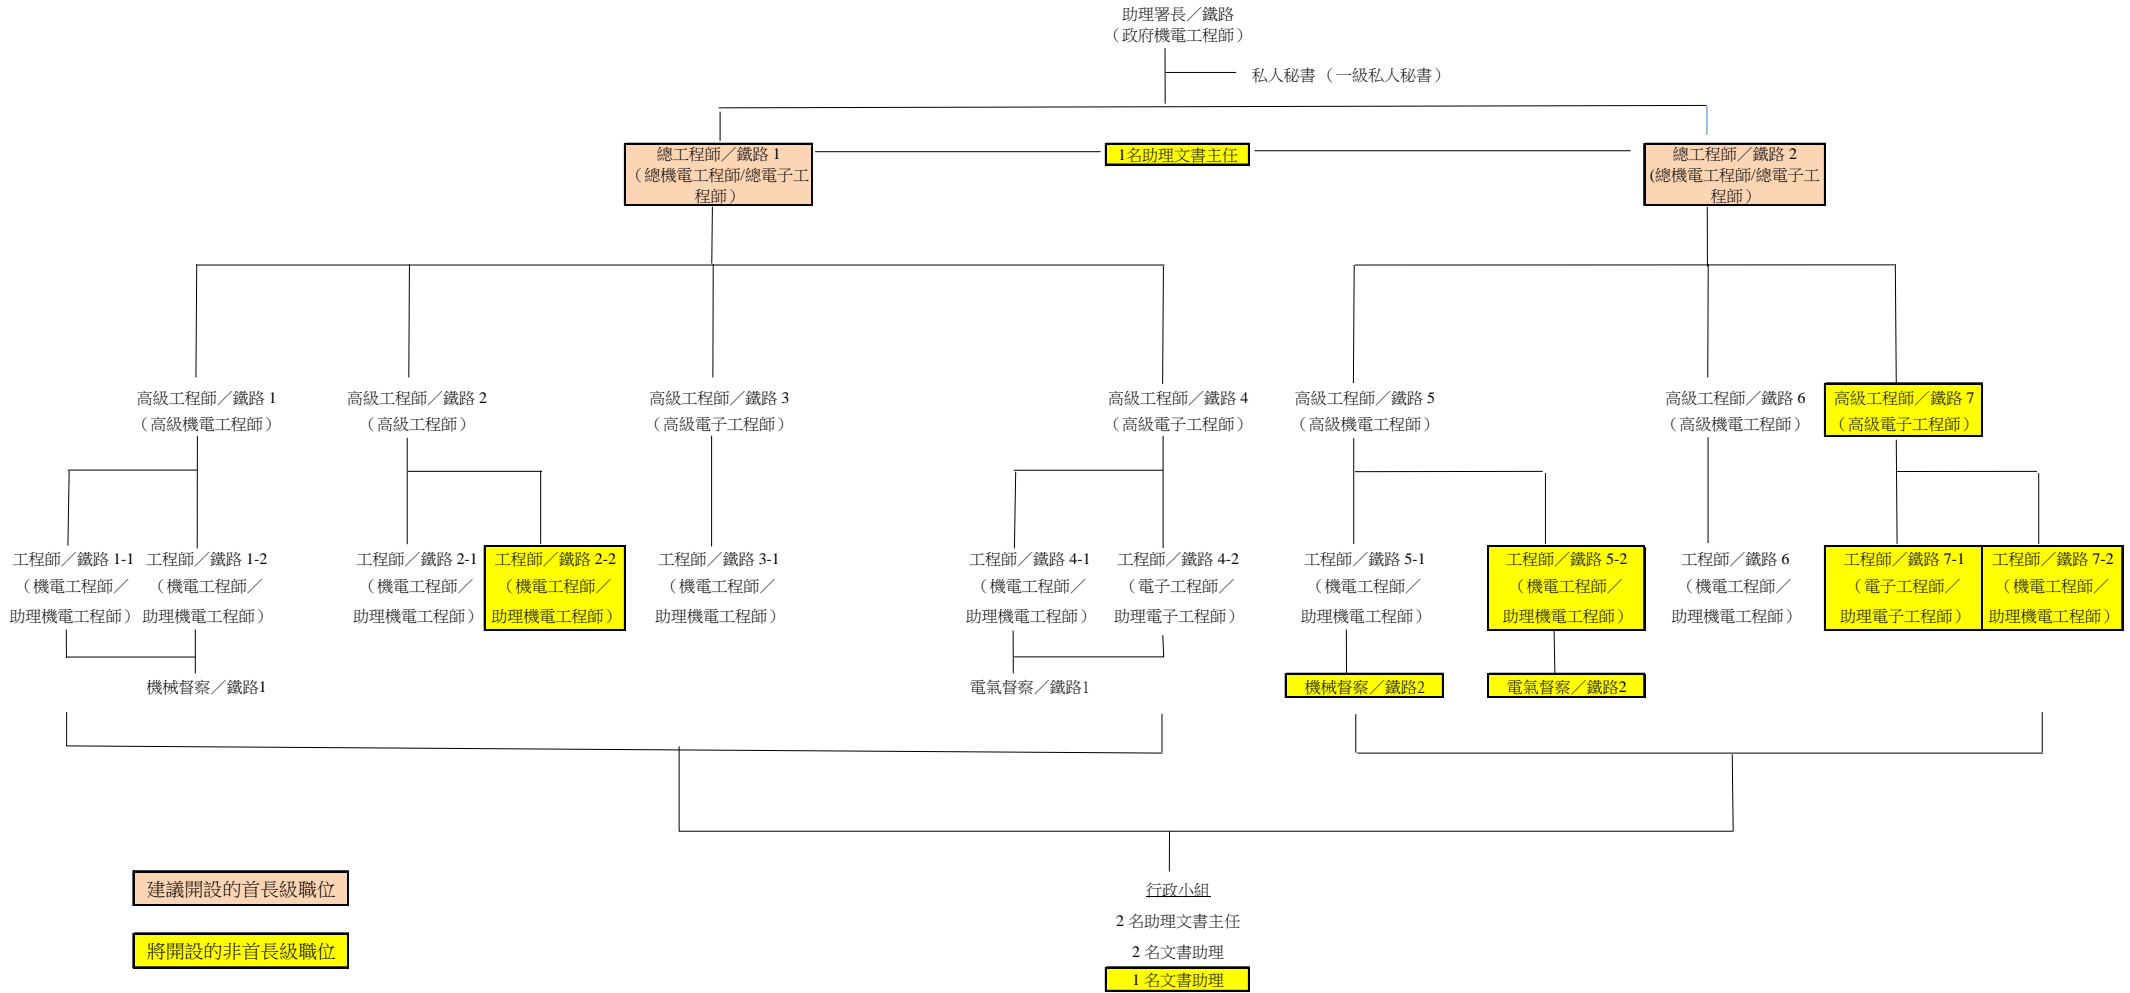 助理署長／鐵路
（政府機電工程師）
私人秘書（一級私人秘書）
總工程師／鐵路 1
（總機電工程師/總電子工
程師）
1名助理文書主任
總工程師／鐵路 2
(總機電工程師/總電子工
程師）
高級工程師／鐵路 1
（高級機電工程師）
高級工程師／鐵路 2
（高級工程師）
高級工程師／鐵路 3
（高級電子工程師）
高級工程師／鐵路 4
（高級電子工程師）
高級工程師／鐵路 5
（高級機電工程師）
高級工程師／鐵路 6
（高級機電工程師）
高級工程師／鐵路 7
（高級電子工程師）
工程師／鐵路 1-1
（機電工程師／
助理機電工程師）
工程師／鐵路 1-2
（機電工程師／
助理機電工程師）
工程師／鐵路 2-1
（機電工程師／
助理機電工程師）
工程師／鐵路 2-2
（機電工程師／
助理機電工程師）
工程師／鐵路 3-1
（機電工程師／
助理機電工程師）
工程師／鐵路 4-1
（機電工程師／
助理機電工程師）
工程師／鐵路 4-2
（電子工程師／
助理電子工程師）
工程師／鐵路 5-1
（機電工程師／
助理機電工程師）
工程師／鐵路 5-2
（機電工程師／
助理機電工程師）
工程師／鐵路 6
（機電工程師／
助理機電工程師）
工程師／鐵路 7-1
（電子工程師／
助理電子工程師）
工程師／鐵路 7-2
（機電工程師／
助理機電工程師）
機械督察／鐵路1
電氣督察／鐵路1
機械督察／鐵路2
電氣督察／鐵路2
建議開設的首長級職位
將開設的非首長級職位
行政小組
2 名助理文書主任
2 名文書助理
1 名文書助理